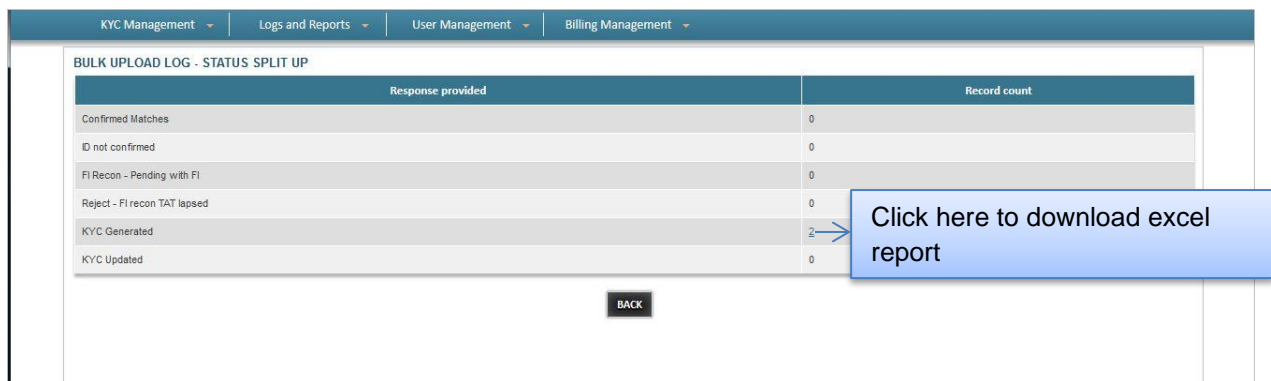 KYC Management Logs and Reports User Management Billing Management
BULK UPLOAD LOG - STATUS SPLIT UP
Response provided Record count
Confirmed Matches 0
ID not confirmed 0
FI Recon - Pending with FI 0
Reject - FI recon TAT lapsed 0
KYC Generated 2
KYC Updated 0
Click here to download excel
report
BACK